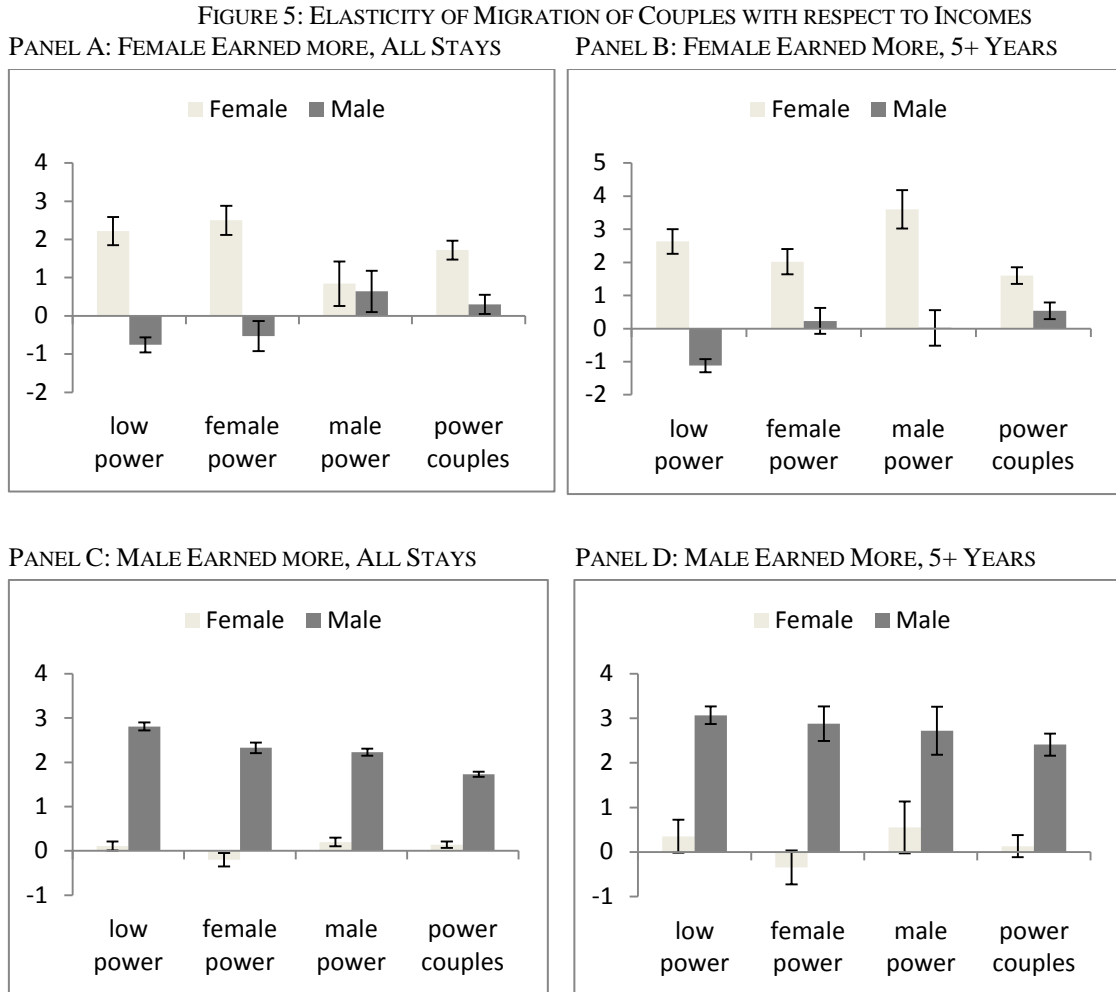 FIGURE 5: ELASTICITY OF MIGRATION OF COUPLES WITH RESPECT TO INCOMES
PANEL A: FEMALE EARNED MORE, ALL STAYS
Female Male
4
3
2
1
0
-1
-2
low power
female power
male power
power couples
PANEL B: FEMALE EARNED MORE, 5+ YEARS
Female Male
5
4
3
2
1
0
-1
-2
low power
female power
male power
power couples
PANEL C: MALE EARNED MORE, ALL STAYS
Female Male
4
3
2
1
0
-1
low power
female power
male power
power couples
PANEL D: MALE EARNED MORE, 5+ YEARS
Female Male
4
3
2
1
0
-1
low power
female power
male power
power couples